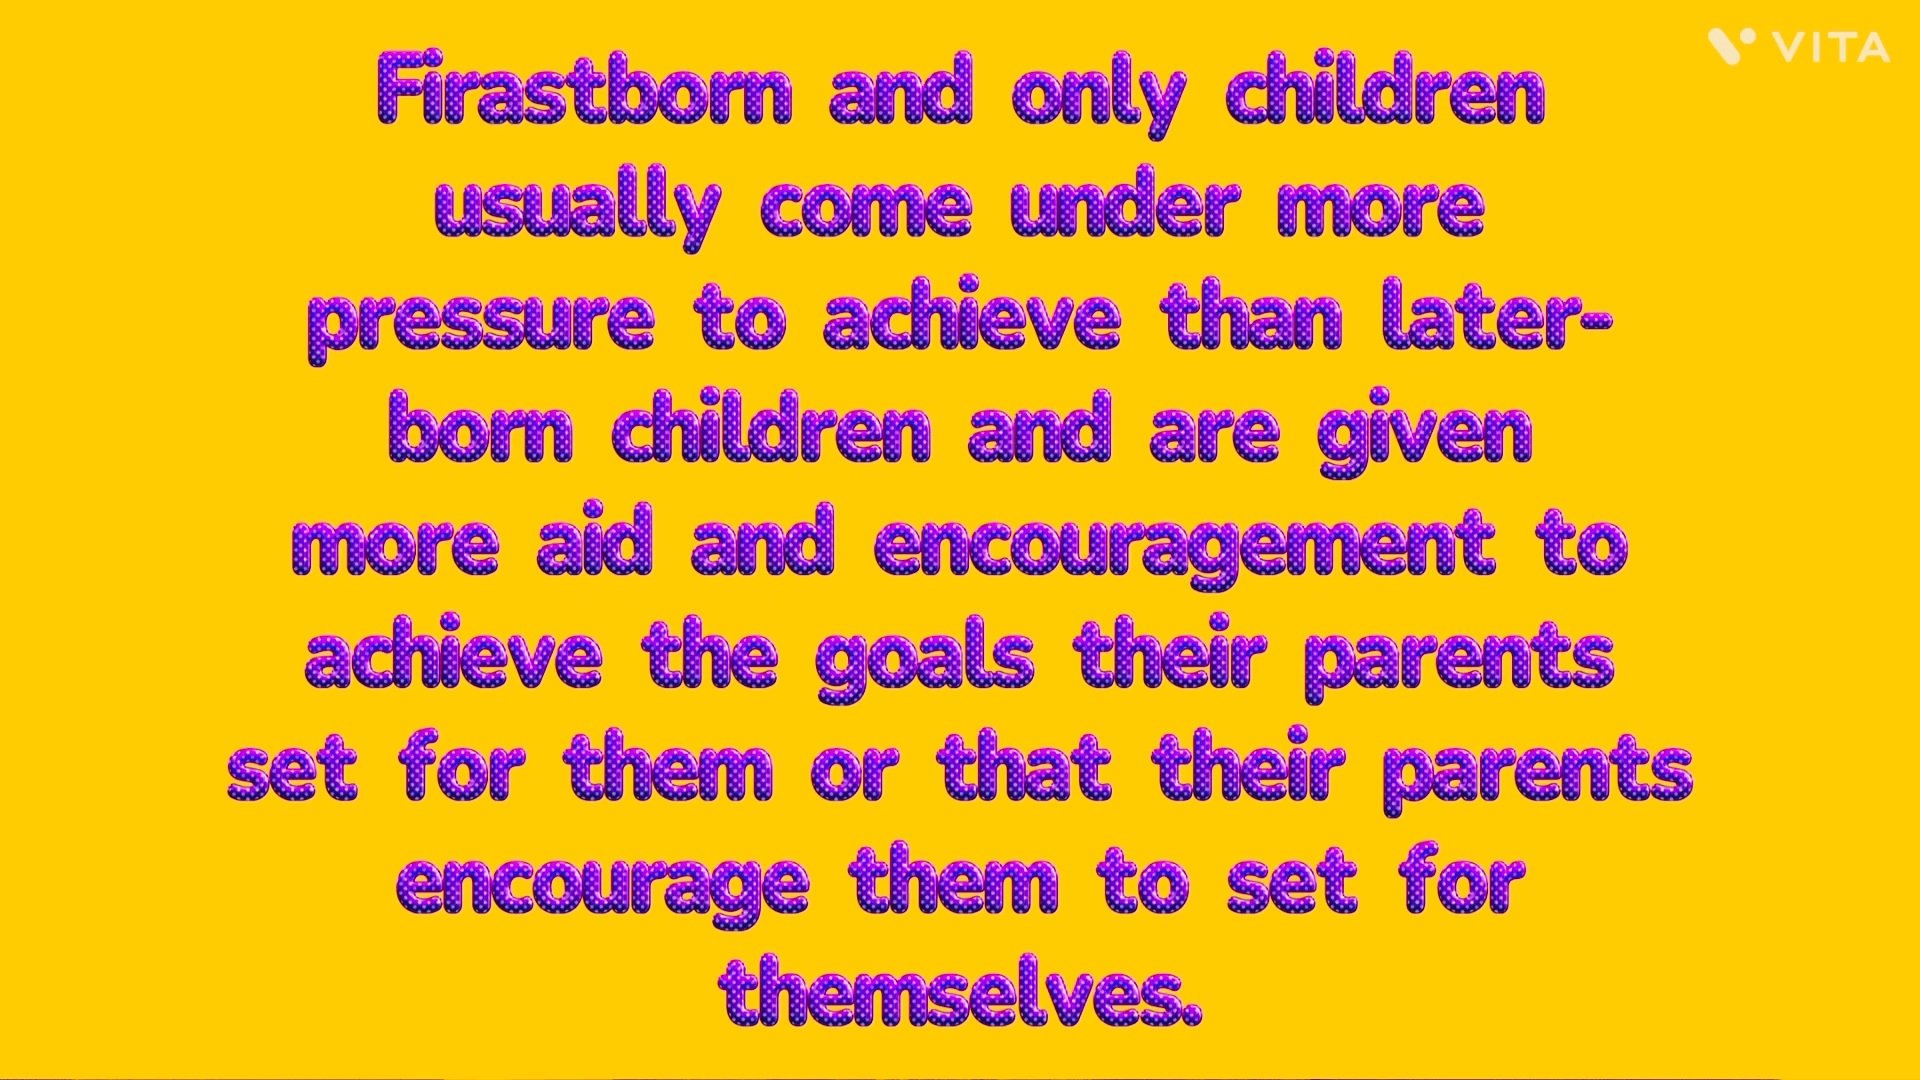 VITA
Firastborn and only children
usually come under more
pressure to achieve than later-
born children and are given
more aid and encouragement to
achieve the goals their parents
set for them or that their parents
encourage them to set for
themselves.